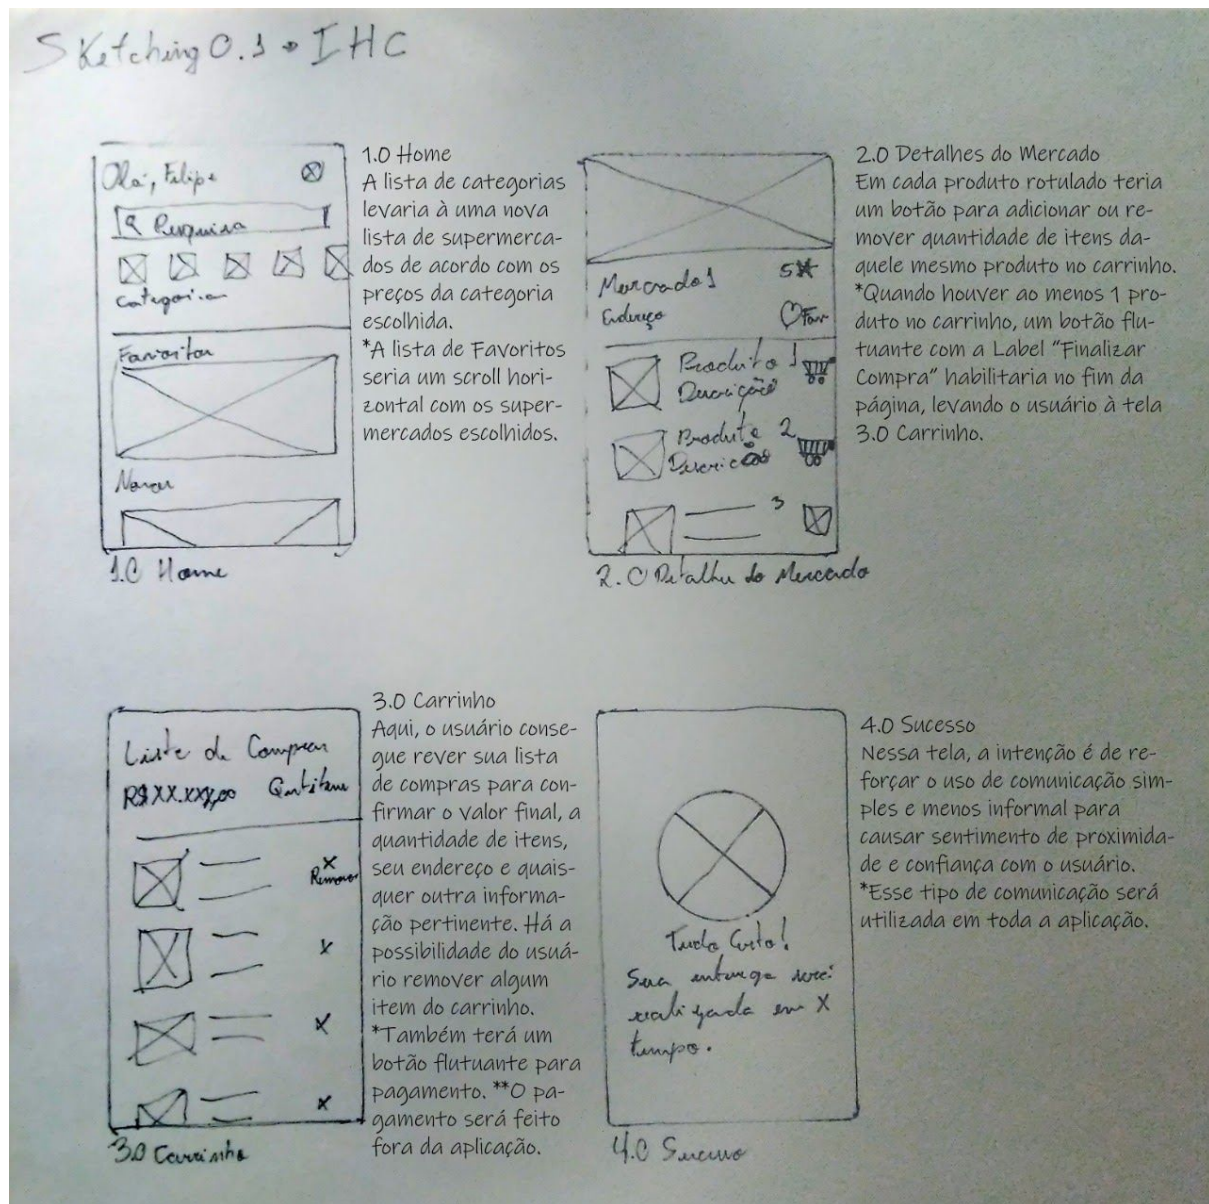 Sketching 0.1 • IHC
Olá, Felipe
Pesquisa
Categorias
Favoritos
Novos
1.0 Home
1.0 Home
A lista de categorias
levaria à uma nova
lista de supermerca-
dos de acordo com os
preços da categoria
escolhida.
*A lista de Favoritos
seria um scroll hori-
zontal com os super-
mercados escolhidos.
Mercado 1 5
Endereço Fav
Produto 1
Descrição
Produto 2
Descrição
3
2.0 Detalhe do Mercado
2.0 Detalhes do Mercado
Em cada produto rotulado teria
um botão para adicionar ou re-
mover quantidade de itens da-
quele mesmo produto no carrinho.
*Quando houver ao menos 1 pro-
duto no carrinho, um botão flu-
tuante com a Label “Finalizar
Compra” habilitaria no fim da
página, levando o usuário à tela
3.0 Carrinho.
Lista de Compras
R$ XX.XXX,00
X
Remover
X
X
X
3.0 Carrinho
3.0 Carrinho
Aqui, o usuário conse-
gue rever sua lista
de compras para con-
firmar o valor final, a
quantidade de itens,
seu endereço e quais-
quer outra informa-
ção pertinente. Há a
possibilidade do usuá-
rio remover algum
item do carrinho.
*Também terá um
botão flutuante para
pagamento. **O pa-
gamento será feito
fora da aplicação.
Tudo Certo!
Sua entrega será
realizada em X
tempo.
4.0 Sucesso
4.0 Sucesso
Nessa tela, a intenção é de re-
forçar o uso de comunicação sim-
ples e menos informal para
causar sentimento de proximida-
de e confiança com o usuário.
*Esse tipo de comunicação será
utilizada em toda a aplicação.